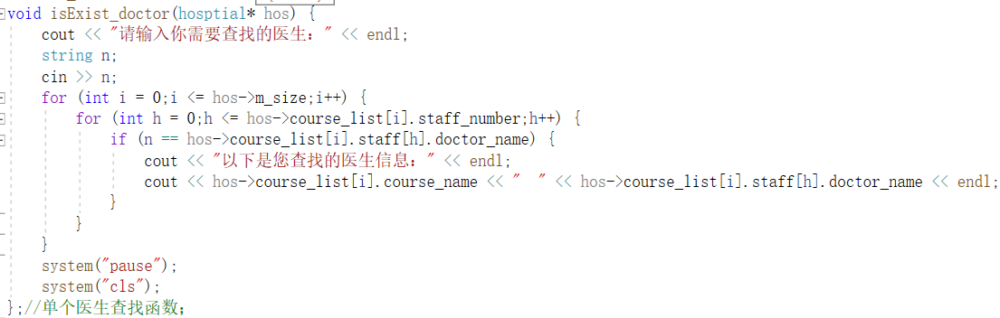 void isExist_doctor(hosptial* hos) {
cout << "请输入你需要查找的医生：" << endl;
string n;
cin >> n;
for (int i = 0;i <= hos->m_size;i++) {
for (int h = 0;h <= hos->course_list[i].staff_number;h++) {
if (n == hos->course_list[i].staff[h].doctor_name) {
cout << "以下是您查找的医生信息：" << endl;
cout << hos->course_list[i].course_name << "  " << hos->course_list[i].staff[h].doctor_name << endl;
}
}
}
system("pause");
system("cls");
};//单个医生查找函数；